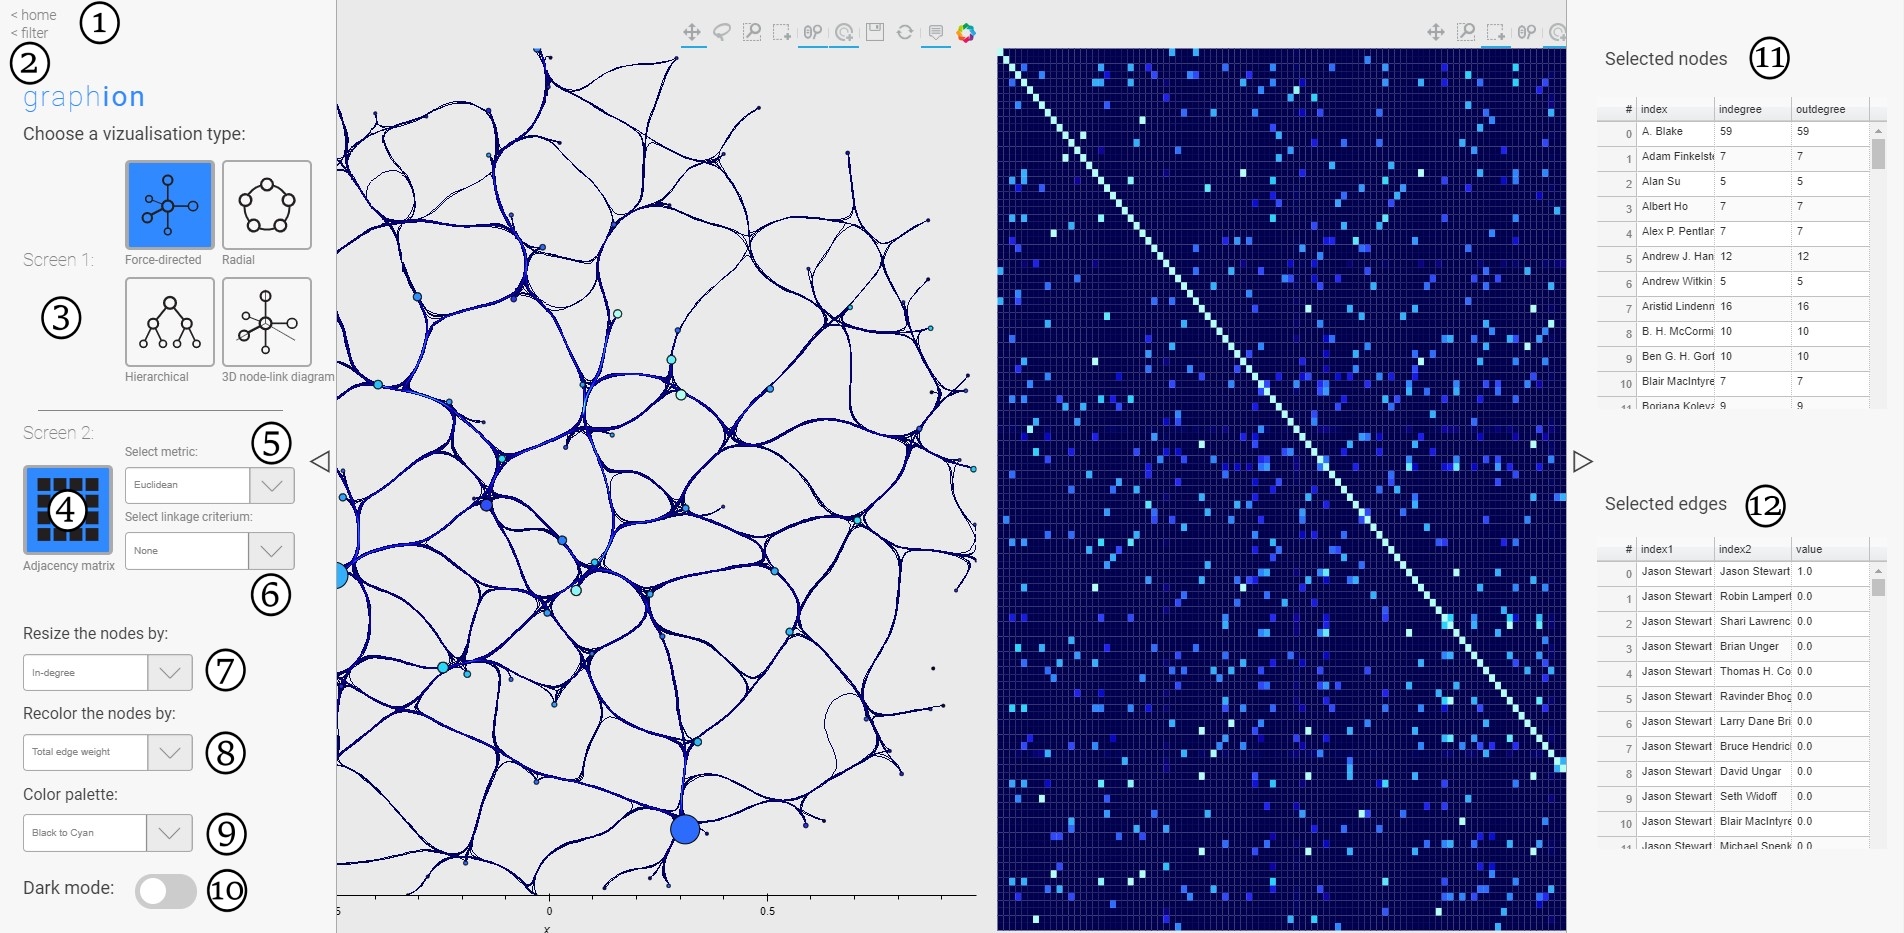 < home
1
< filter
2
graphion
Choose a vizualisation type:
Screen 1:
Force-directed
Radial
3
Hierarchical
3D node-link diagram
Screen 2:
5
Select metric:
Euclidean
4
Select linkage criterium:
None
Adjacency matrix
6
Resize the nodes by:
In-degree
7
Recolor the nodes by:
Total edge weight
8
Color palette:
Black to Cyan
9
Dark mode:
10
5 0 0.5
x
Selected nodes
11
# index indegree outdegree
0 A. Blake 59 59
1 Adam Finkelste 7 7
2 Alan Su 5 5
3 Albert Ho 7 7
4 Alex P. Pentlan 7 7
5 Andrew J. Han 12 12
6 Andrew Witkin 5 5
7 Aristid Lindenm 16 16
8 B. H. McCormi 10 10
9 Ben G. H. Gort 10 10
10 Blair MacIntyre 7 7
11 Boriana Koleva 9 9
Selected edges
12
# index1 index2 value
0 Jason Stewart Jason Stewart 1.0
1 Jason Stewart Robin Lampert 0.0
2 Jason Stewart Shari Lawrenc 0.0
3 Jason Stewart Brian Unger 0.0
4 Jason Stewart Thomas H. Co 0.0
5 Jason Stewart Ravinder Bhog 0.0
6 Jason Stewart Larry Dane Bri 0.0
7 Jason Stewart Bruce Hendric 0.0
8 Jason Stewart David Ungar 0.0
9 Jason Stewart Seth Widoff 0.0
10 Jason Stewart Blair MacIntyre 0.0
11 Jason Stewart Michael Spenk 0.0